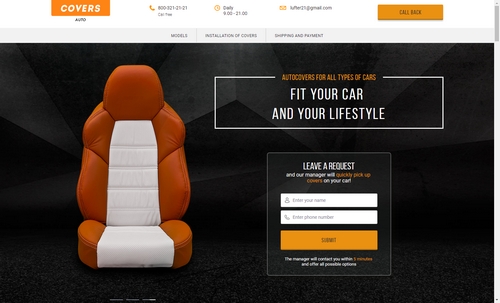 COVERS
AUTO
800-321-21-21
Call Free
Daily
9.00 - 21.00
luffer21@gmail.com
CALL BACK
MODELS
INSTALLATION OF COVERS
SHIPPING AND PAYMENT
AUTOCOVERS FOR ALL TYPES OF CARS
FIT YOUR CAR
AND YOUR LIFESTYLE
LEAVE A REQUEST
and our manager will quickly pick up
covers on your car!
Enter your name
Enter phone number
SUBMIT
The manager will contact you within 5 minutes
and offer all possible options